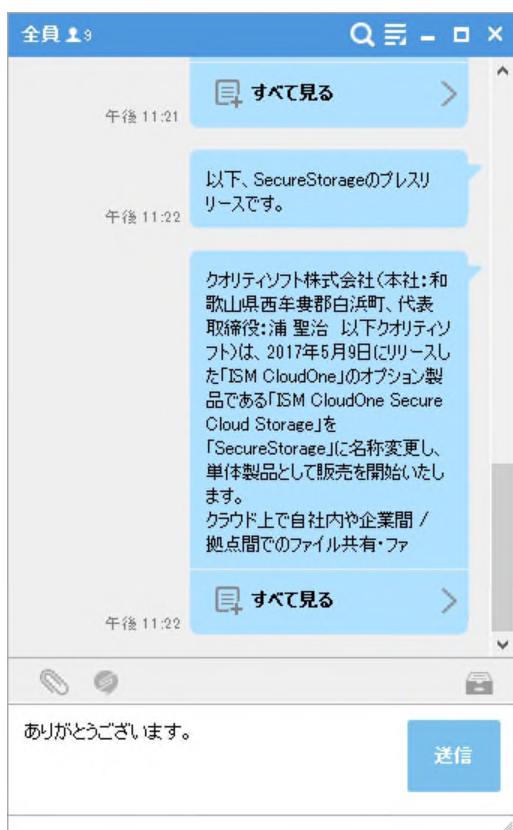 全員 9
すべて見る
午後 11:21
以下、SecureStorageのプレスリ
リースです。
午後 11:22
クオリティソフト株式会社（本社：和
歌山県西牟婁郡白浜町、代表
取締役：浦 聖治　以下クオリティソ
フト）は、2017年5月9日にリリースし
た「ISM CloudOne」のオプション製
品である「ISM CloudOne Secure
Cloud Storage」を
「SecureStorage」に名称変更し、
単体製品として販売を開始いたし
ます。
クラウド上で自社内や企業間 /
拠点間でのファイル共有・ファ
すべて見る
午後 11:22
ありがとうございます。
送信